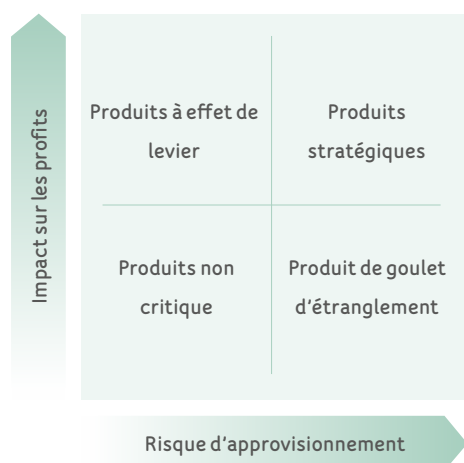 Impact sur les profits
Produits à effet de
levier
Produits
stratégiques
Produits non
critique
Produit de goulet
d'étranglement
Risque d'approvisionnement